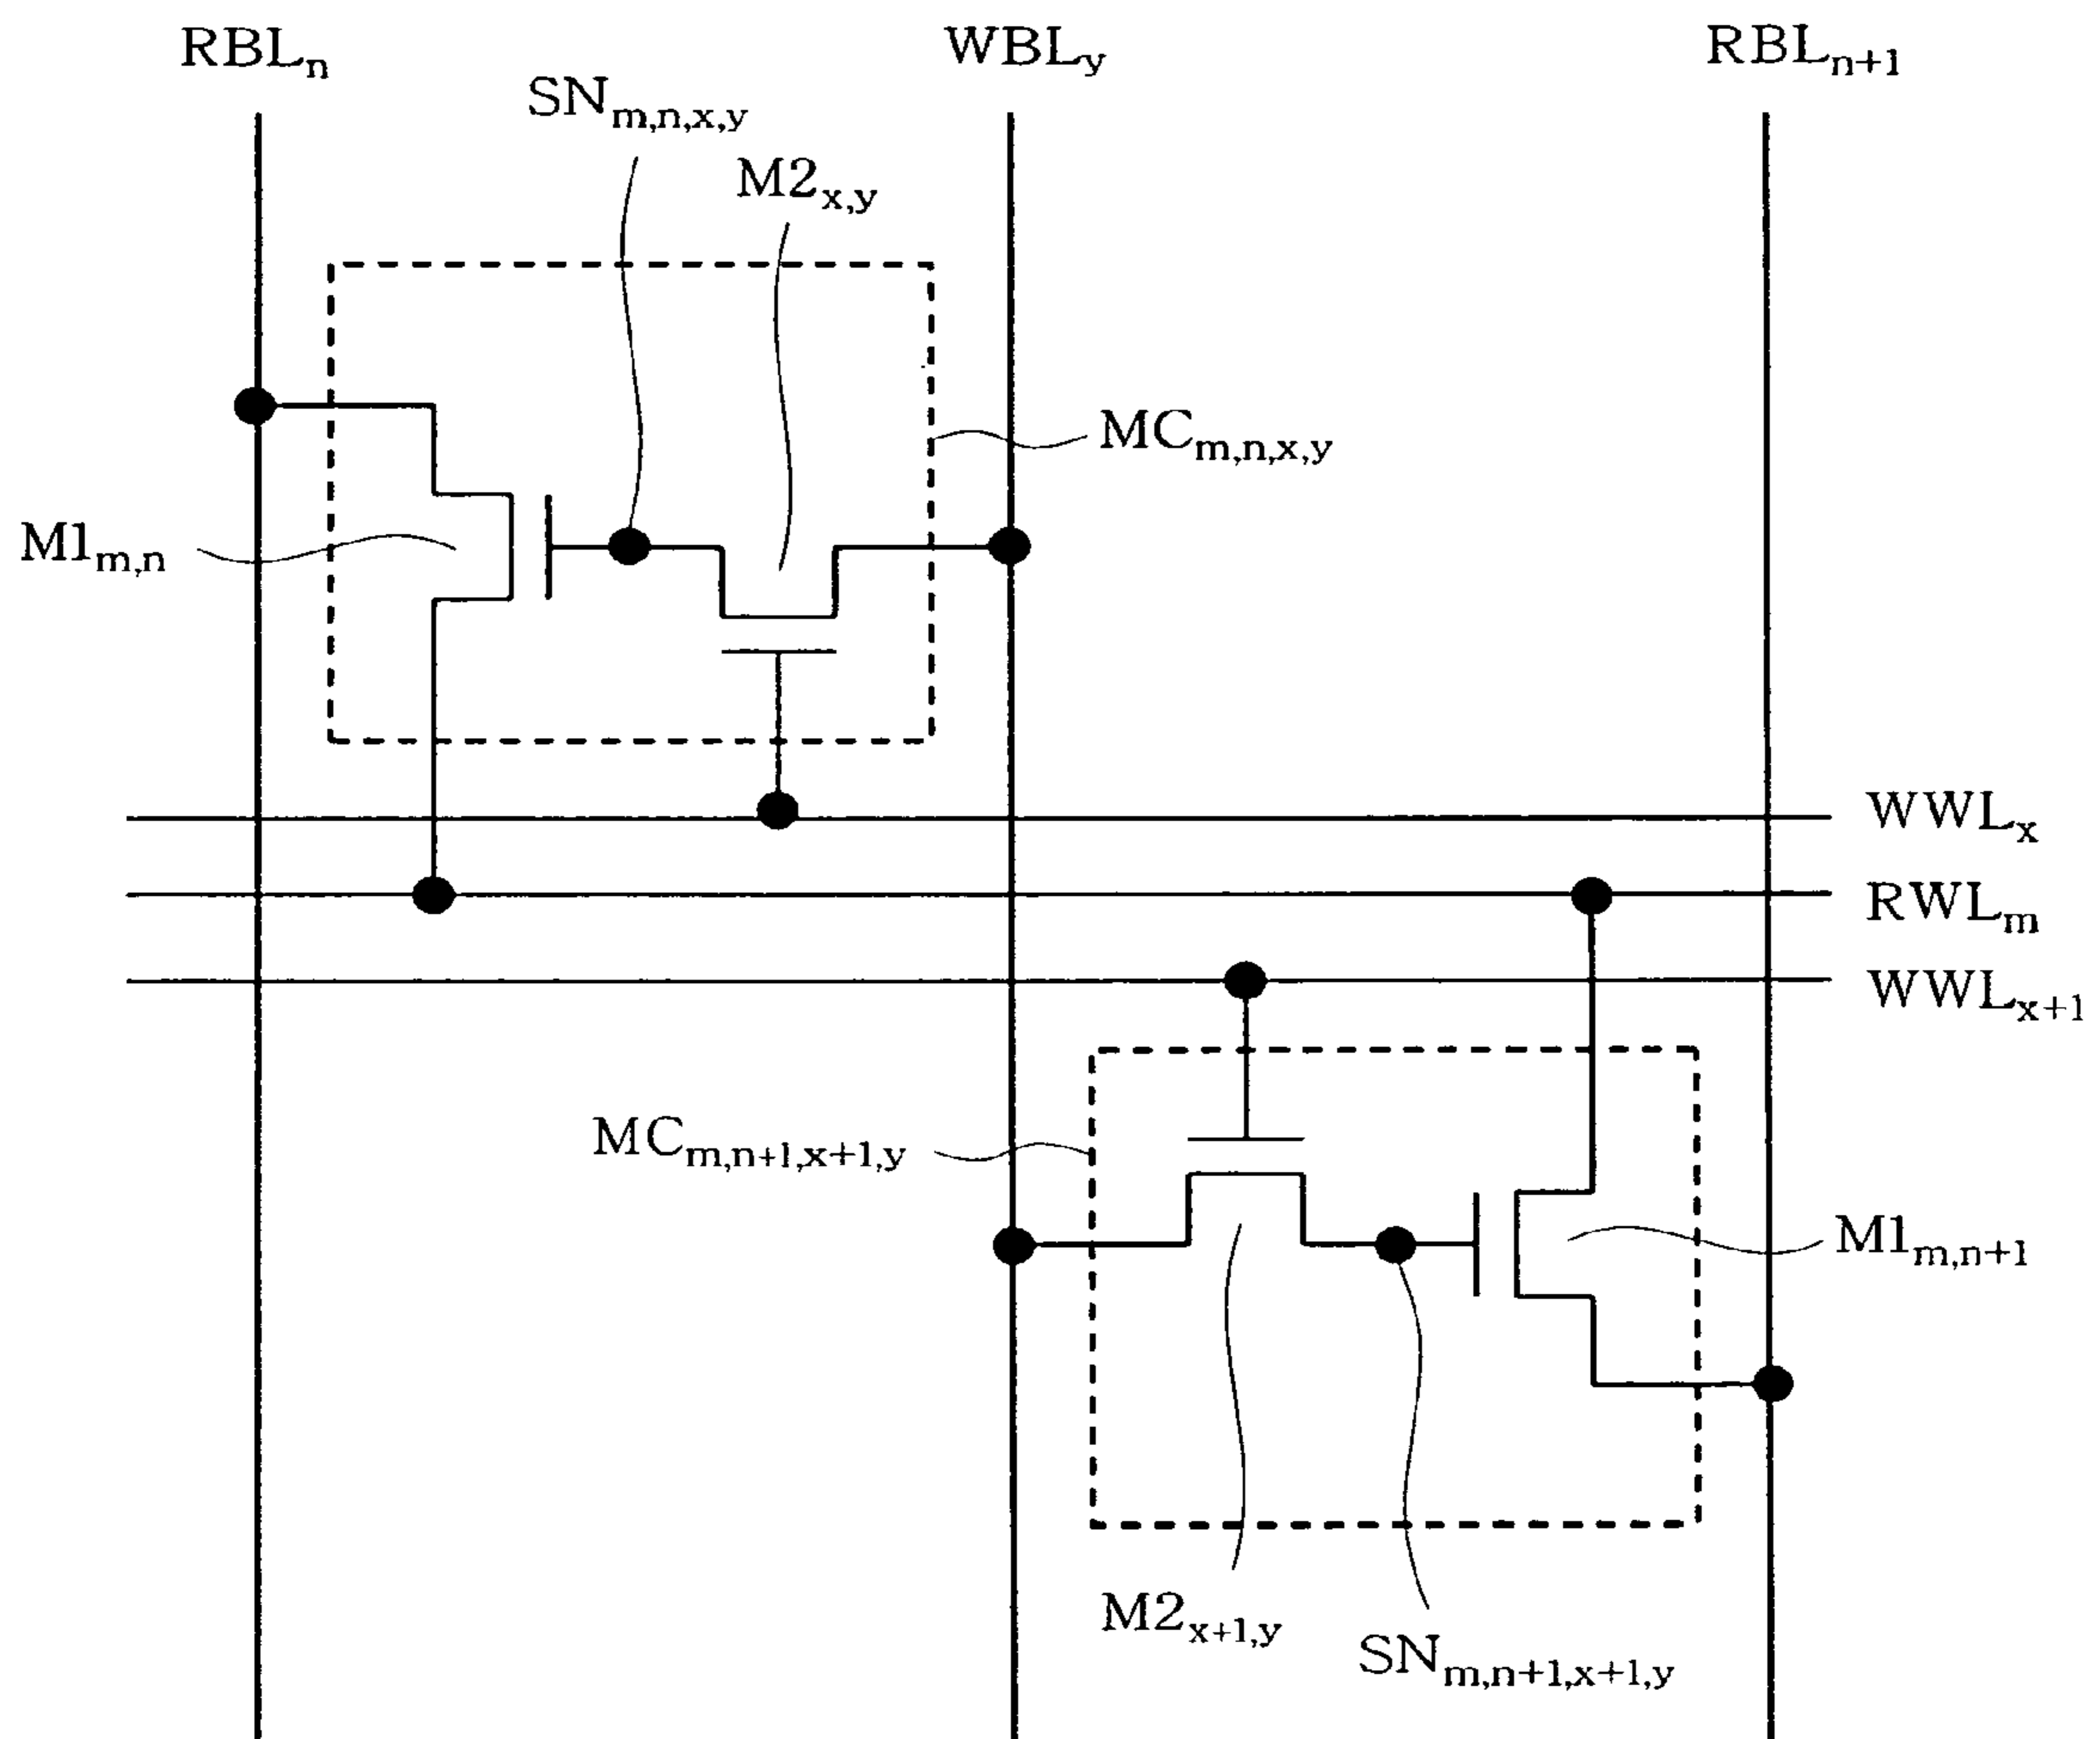 RBLn
WBLy
RBLn+1
SNm,n,x,y
M2x,y
MCm,n,x,y
M1m,n
WWLx
RWLm
WWLx+1
MCm,n+1,x+1,y
M1m,n+1
M2x+1,y
SNm,n+1,x+1,y